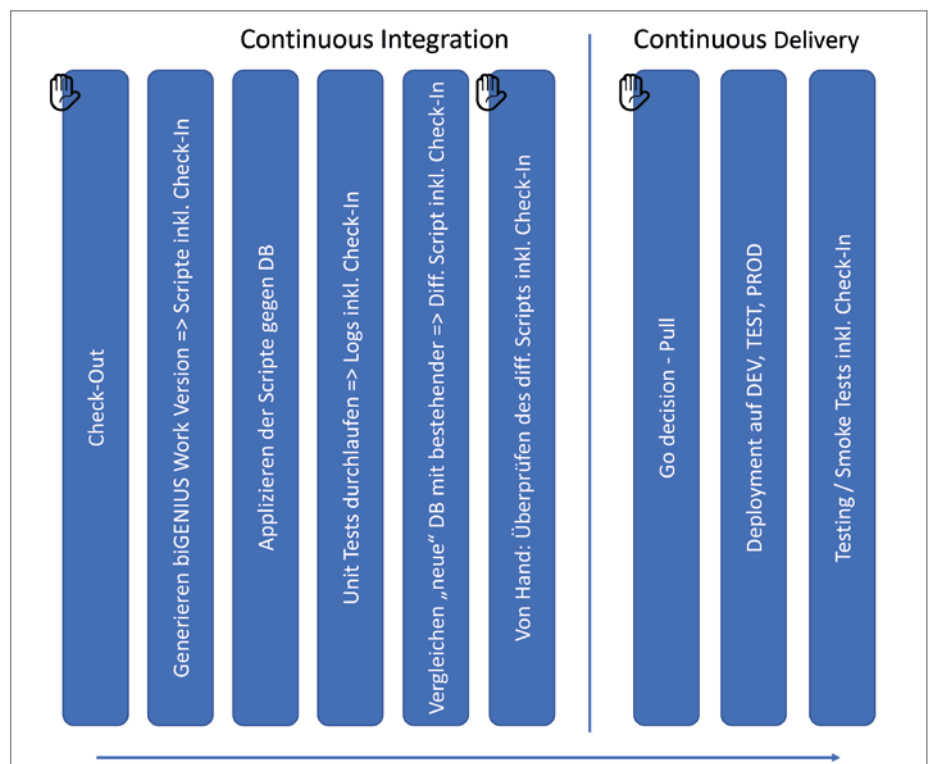 Continuous Integration
Continuous Delivery
Check-Out
Generieren biGENIUS Work Version => Scripte inkl. Check-In
Applizieren der Scripte gegen DB
Unit Tests durchlaufen => Logs inkl. Check-In
Vergleichen „neue“ DB mit bestehender => Diff. Script inkl. Check-In
Von Hand: Überprüfen des diff. Scripts inkl. Check-In
Go decision - Pull
Deployment auf DEV, TEST, PROD
Testing / Smoke Tests inkl. Check-In